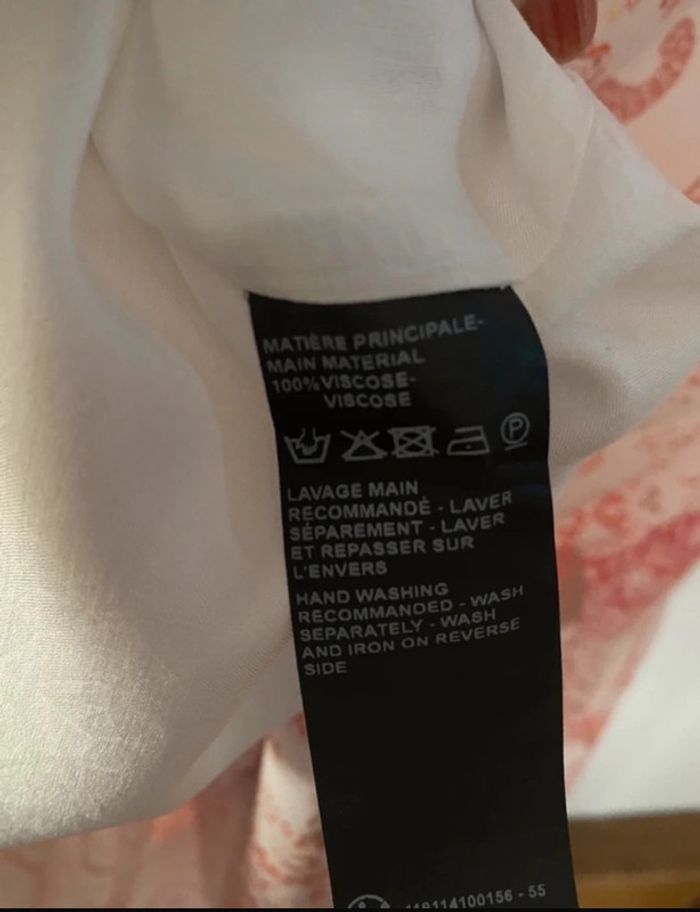 MATIÈRE PRINCIPALE-
MAIN MATERIAL
100% VISCOSE-
VISCOSE
P
LAVAGE MAIN
RECOMMANDÉ - LAVER
SÉPAREMENT - LAVER
ET REPASSER SUR
L'ENVERS
HAND WASHING
RECOMMANDED - WASH
SEPARATELY - WASH
AND IRON ON REVERSE
SIDE
- 55